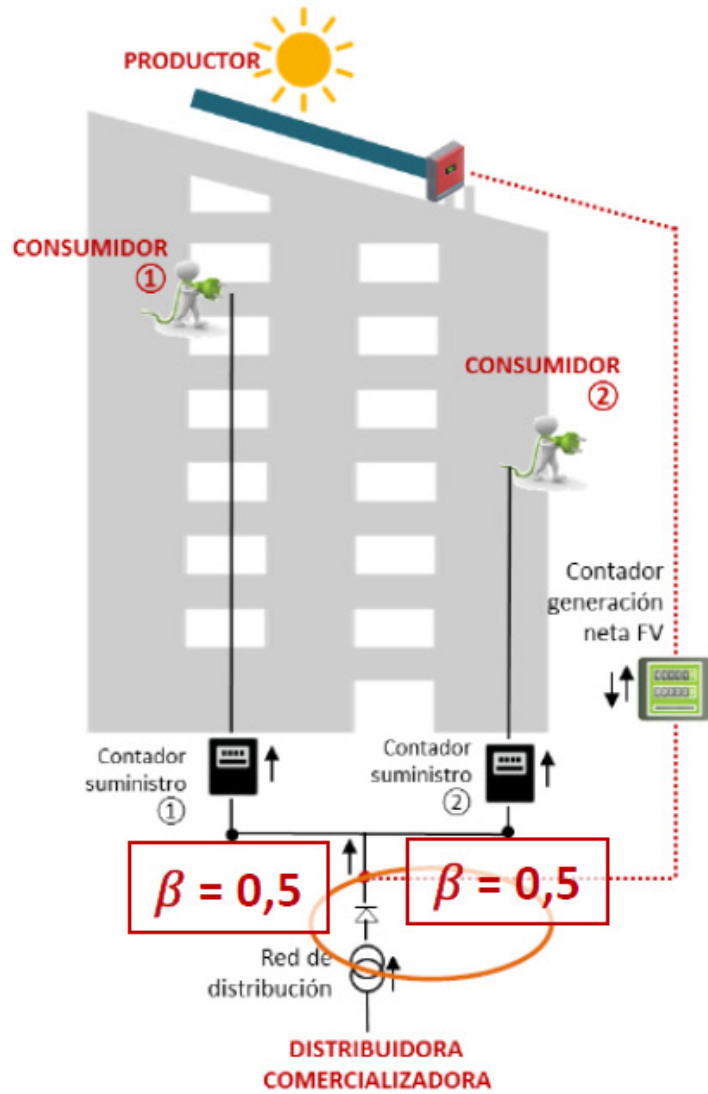 PRODUCTOR
CONSUMIDOR
①
CONSUMIDOR
②
Contador
generación
neta FV
Contador
suministro
①
Contador
suministro
②
β = 0,5
β = 0,5
Red de
distribución
DISTRIBUIDORA
COMERCIALIZADORA